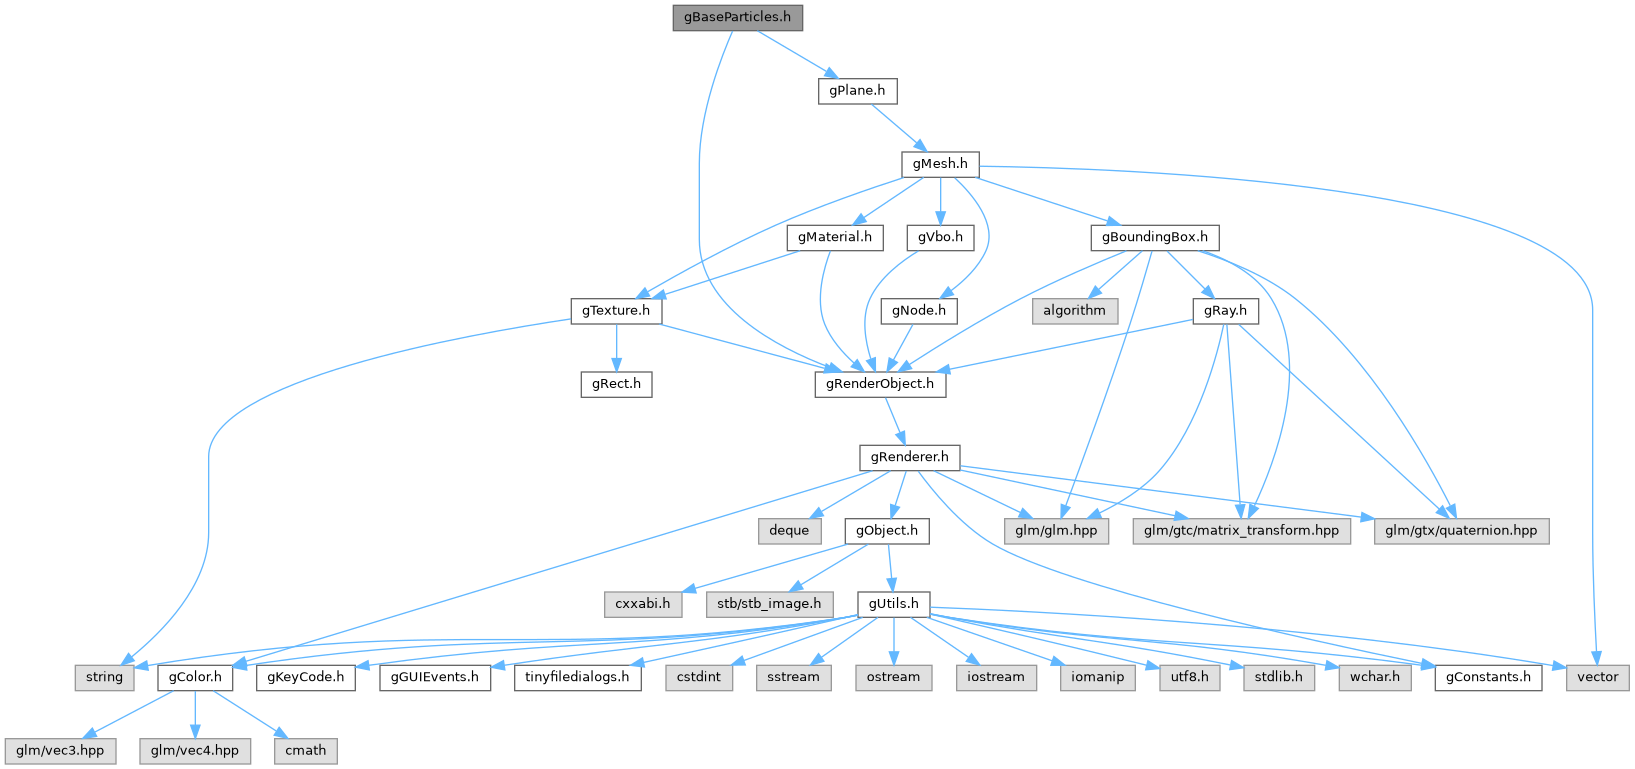 gBaseParticles.h
gPlane.h
gMesh.h
gMaterial.h
gVbo.h
gBoundingBox.h
gTexture.h
gNode.h
algorithm
gRay.h
gRect.h
gRenderObject.h
gRenderer.h
deque
gObject.h
glm/glm.hpp
glm/gtc/matrix_transform.hpp
glm/gtx/quaternion.hpp
cxxabi.h
stb/stb_image.h
gUtils.h
string
gColor.h
gKeyCode.h
gGUIEvents.h
tinyfiledialogs.h
cstdint
sstream
ostream
iostream
iomanip
utf8.h
stdlib.h
wchar.h
gConstants.h
vector
glm/vec3.hpp
glm/vec4.hpp
cmath